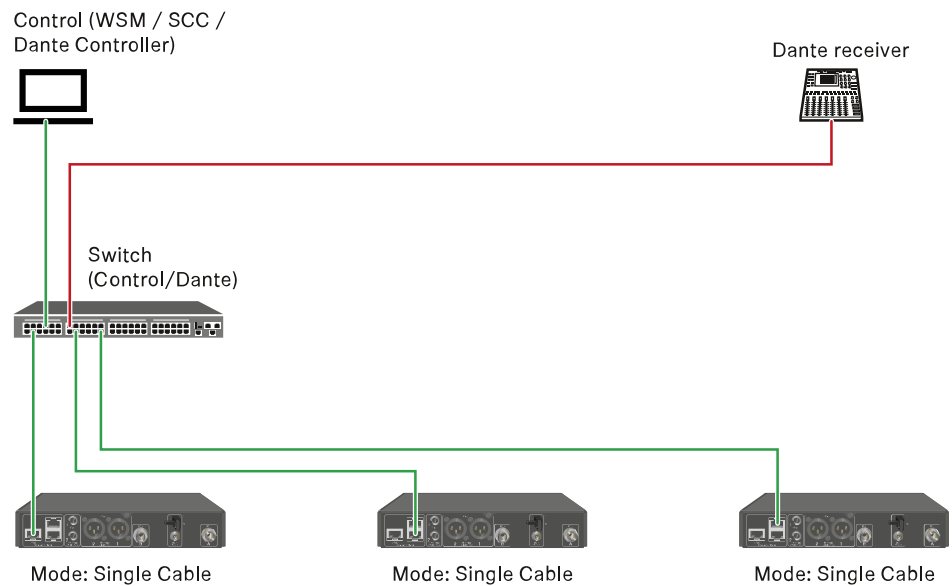 Control (WSM / SCC /
Dante Controller)
Dante receiver
Switch
(Control/Dante)
Mode: Single Cable
Mode: Single Cable
Mode: Single Cable